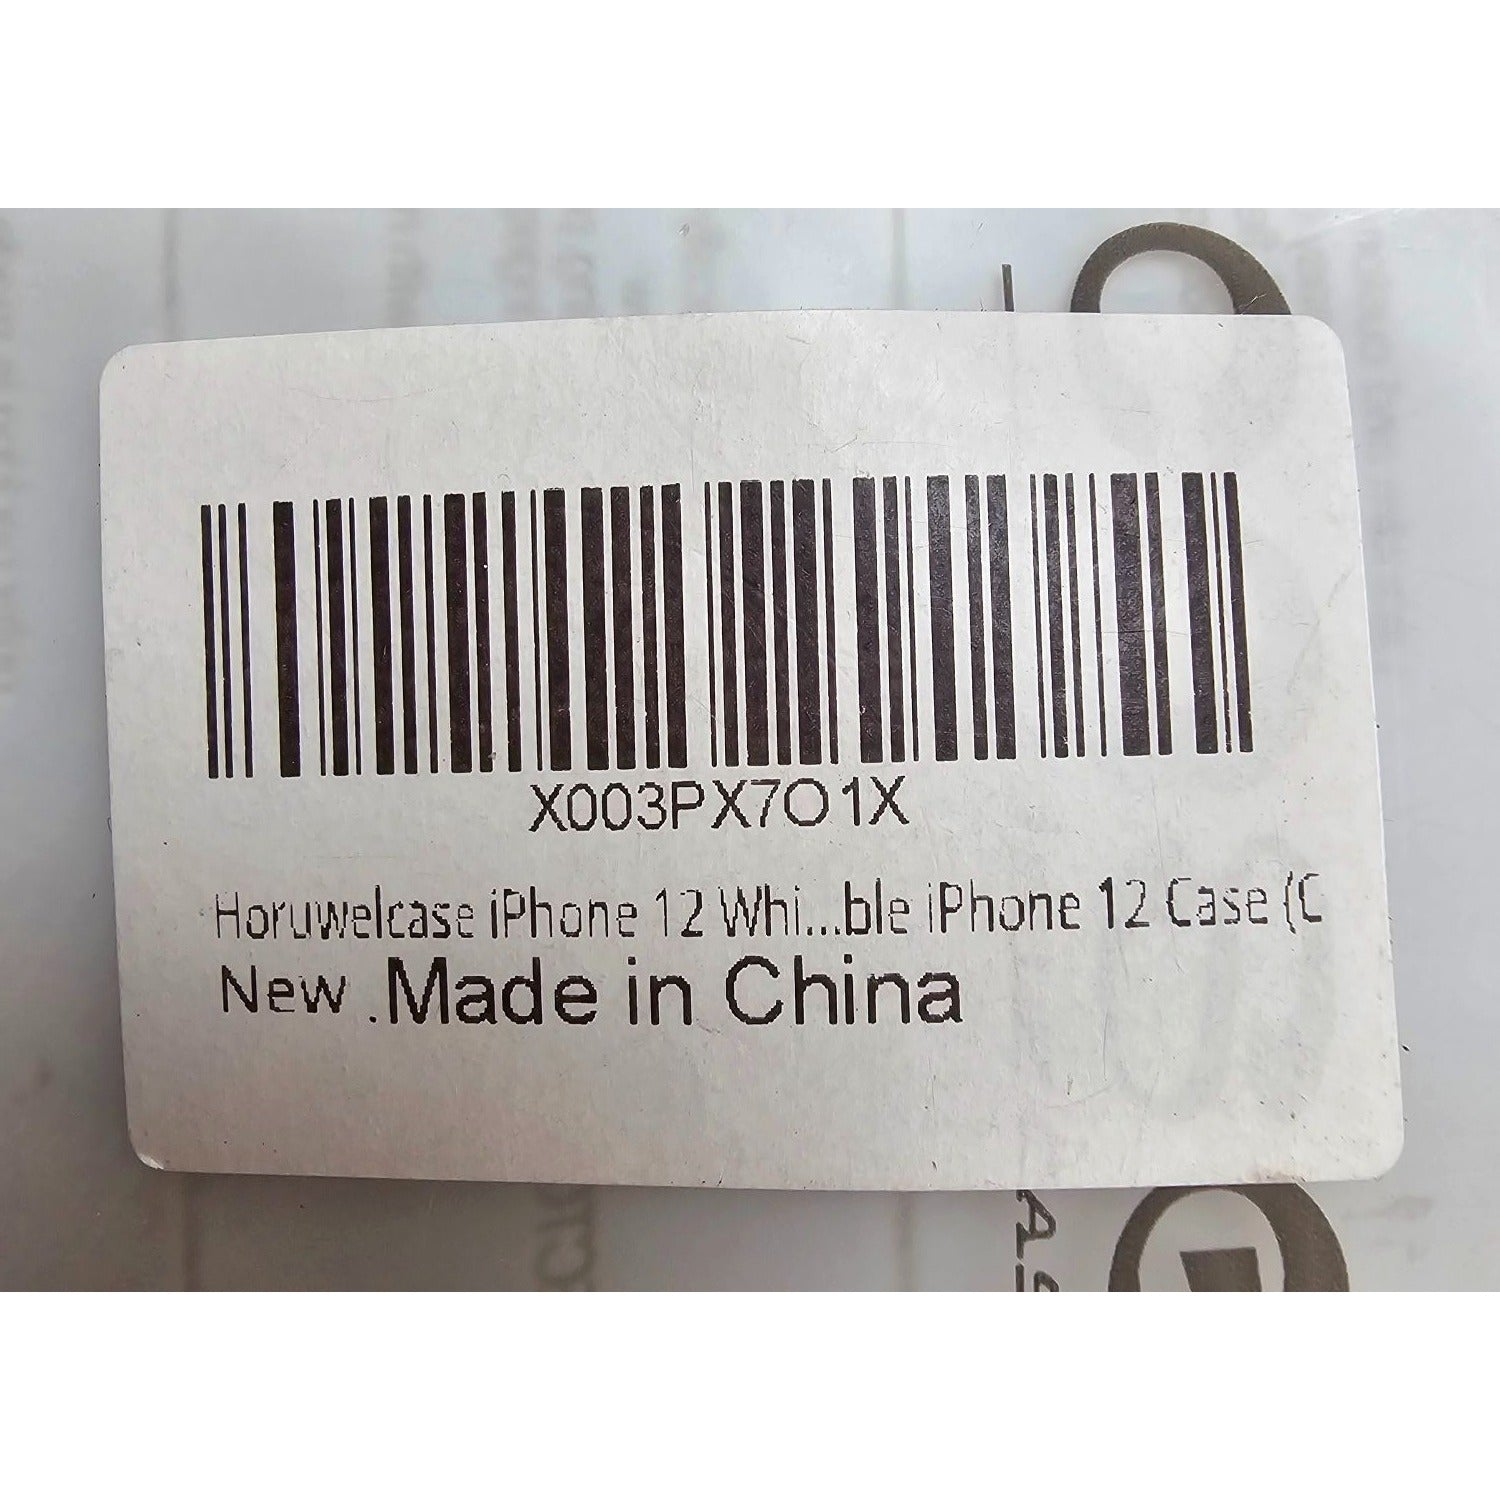 X003PX7O1X
Horuwelcase iPhone 12 Whi...ble iPhone 12 Case (C
New .Made in China